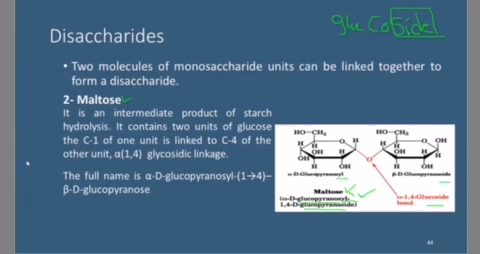 gluCosidel
Disaccharides
• Two molecules of monosaccharide units can be linked together to
form a disaccharide.
2- Maltose
It is an intermediate product of starch
hydrolysis. It contains two units of glucose
the C-1 of one unit is linked to C-4 of the
other unit, α(1,4) glycosidic linkage.
The full name is α-D-glucopyranosyl-(1→4)–
β-D-glucopyranose
HO–CH2
HO–CH2
O
O
OH
OH
OH
HO
OH
O
OH
OH
α-D-Glucopyranosyl
β-D-Glucopyranoside
Maltose
(α-D-glucopyranosyl-
1,4-D-glucopyranoside)
α-1,4-Glucoside
bond.
44